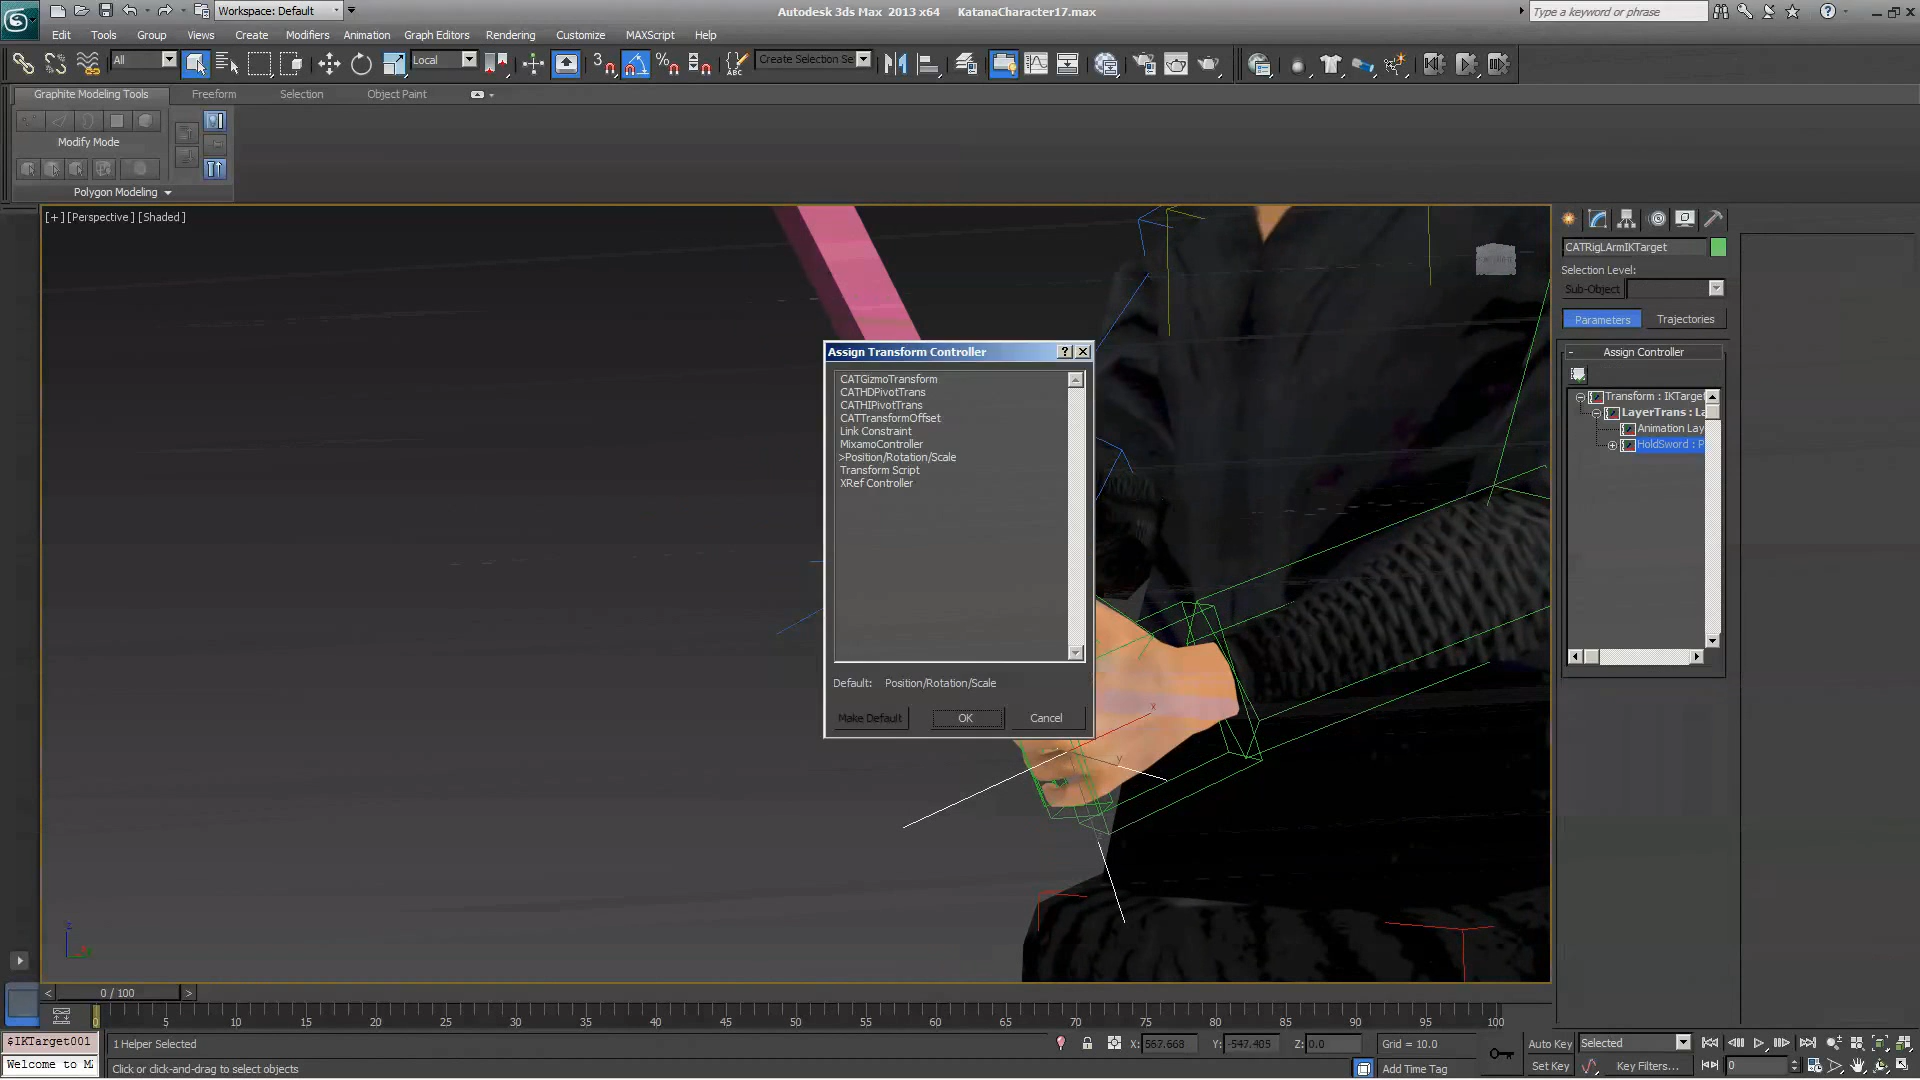 Workspace: Default
Autodesk 3ds Max 2013 x64 KatanaCharacter17.max
Type a keyword or phrase
Edit Tools Group Views Create Modifiers Animation Graph Editors Rendering Customize MAXScript Help
All Local 3 Create Selection Se
Graphite Modeling Tools Freeform Selection Object Paint
Modify Mode
Polygon Modeling
[+] [Perspective] [Shaded]
CATRigLArmIKTarget
Selection Level:
Sub-Object
Parameters Trajectories
- Assign Controller
Transform : IKTarget
LayerTrans : La
Animation Lay
HoldSword : P
Assign Transform Controller
CATGizmoTransform
CATHDPivotTrans
CATHIPivotTrans
CATTransformOffset
Link Constraint
MixamoController
>Position/Rotation/Scale
Transform Script
XRef Controller
Default: Position/Rotation/Scale
Make Default OK Cancel
x
y
z
< 0 / 100 >
0 5 10 15 20 25 30 35 40 45 50 55 60 65 70 75 80 85 90 95 100
$IKTarget001 1 Helper Selected X: 567.668 Y: -547.405 Z: 0.0 Grid = 10.0 Auto Key Selected
Welcome to M Click or click-and-drag to select objects Add Time Tag Set Key Key Filters... 0